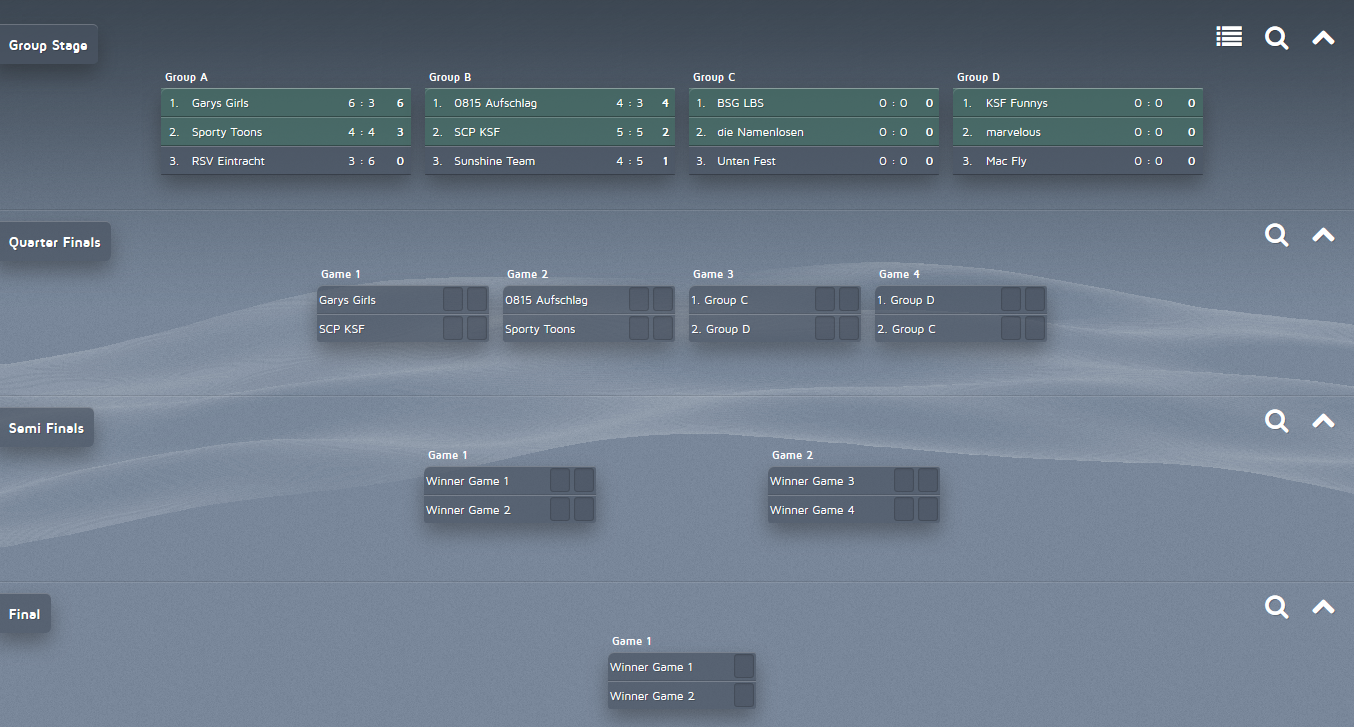 Group Stage
Group A
1. Garys Girls 6 : 3 6
2. Sporty Toons 4 : 4 3
3. RSV Eintracht 3 : 6 0
Group B
1. 0815 Aufschlag 4 : 3 4
2. SCP KSF 5 : 5 2
3. Sunshine Team 4 : 5 1
Group C
1. BSG LBS 0 : 0 0
2. die Namenlosen 0 : 0 0
3. Unten Fest 0 : 0 0
Group D
1. KSF Funnys 0 : 0 0
2. marvelous 0 : 0 0
3. Mac Fly 0 : 0 0
Quarter Finals
Game 1
Garys Girls
SCP KSF
Game 2
0815 Aufschlag
Sporty Toons
Game 3
1. Group C
2. Group D
Game 4
1. Group D
2. Group C
Semi Finals
Game 1
Winner Game 1
Winner Game 2
Game 2
Winner Game 3
Winner Game 4
Final
Game 1
Winner Game 1
Winner Game 2